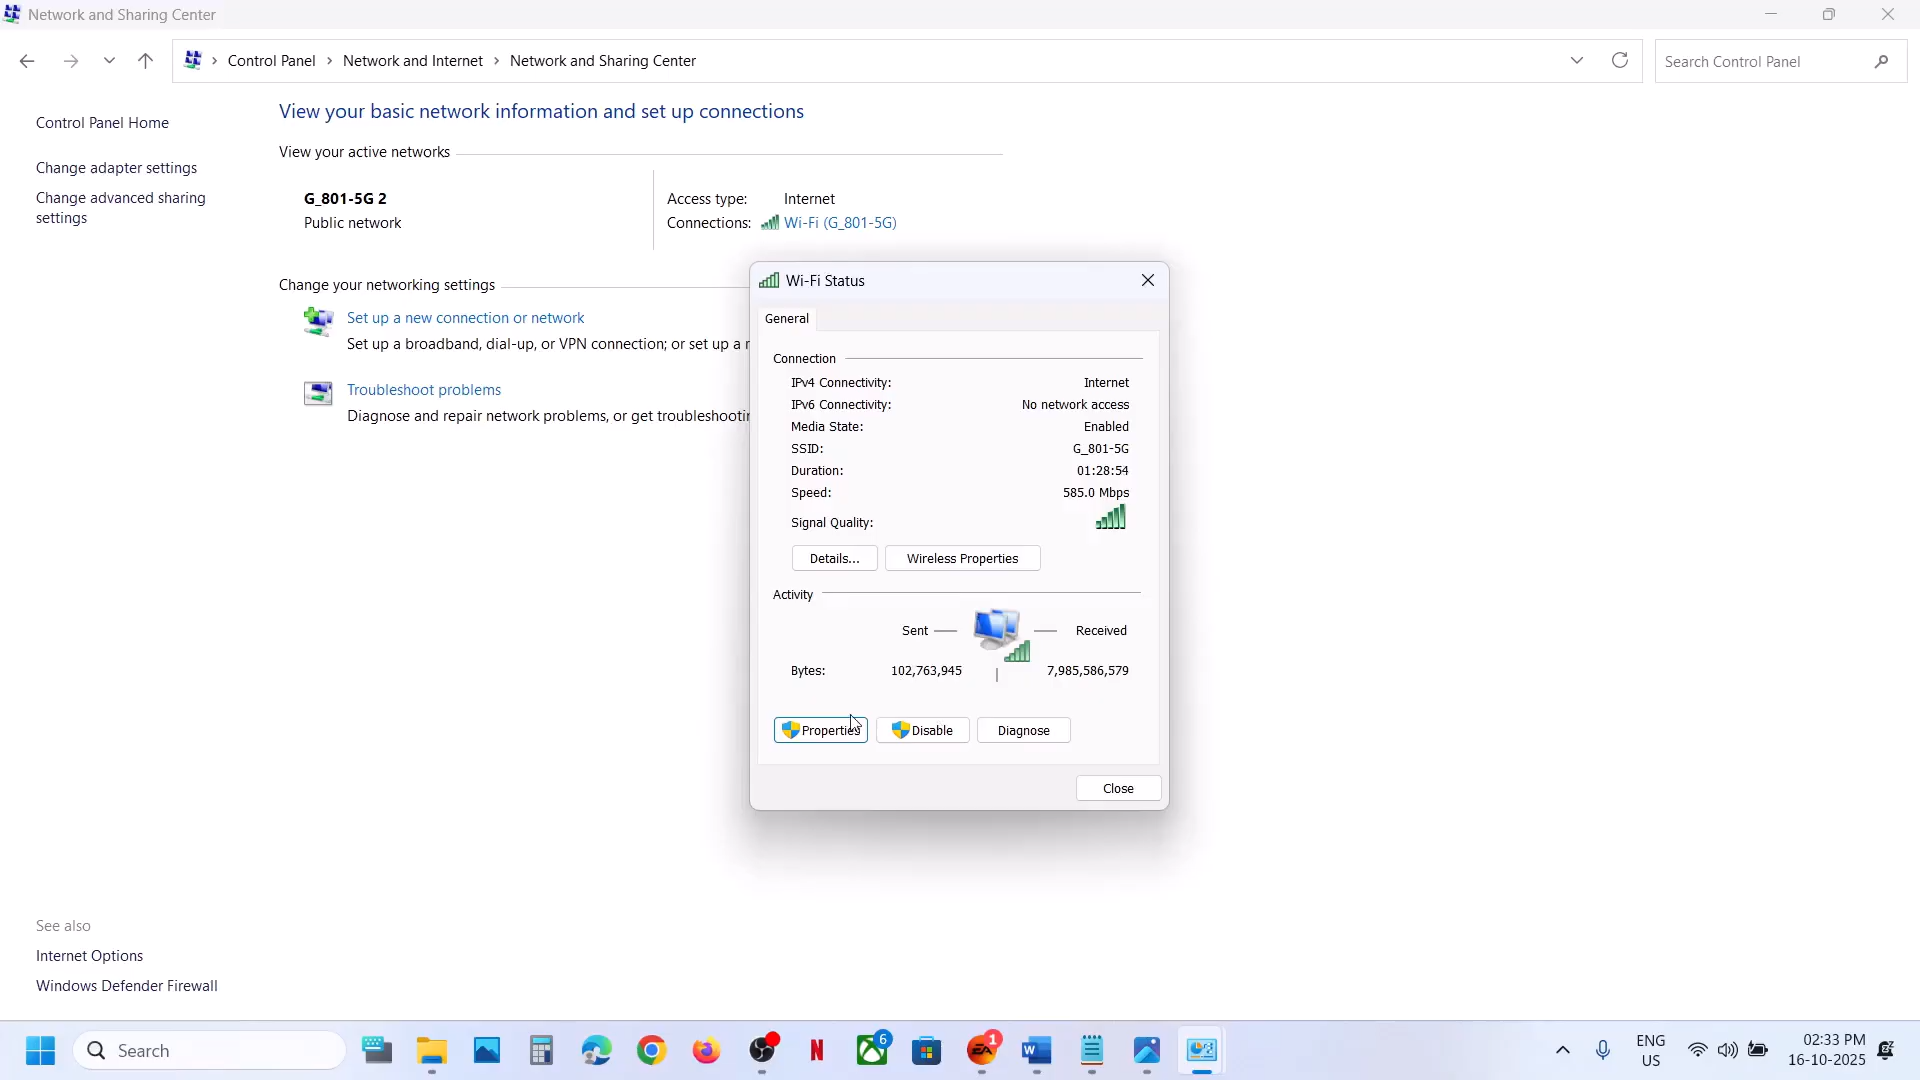 Network and Sharing Center
Control Panel > Network and Internet > Network and Sharing Center
Search Control Panel
Control Panel Home
Change adapter settings
Change advanced sharing
settings
View your basic network information and set up connections
View your active networks
G_801-5G 2
Public network
Access type: Internet
Connections: Wi-Fi (G_801-5G)
Change your networking settings
Set up a new connection or network
Set up a broadband, dial-up, or VPN connection; or set up a
Troubleshoot problems
Diagnose and repair network problems, or get
Wi-Fi Status
General
Connection
IPv4 Connectivity: Internet
IPv6 Connectivity: No network access
Media State: Enabled
SSID: G_801-5G
Duration: 01:28:54
Speed: 585.0 Mbps
Signal Quality:
Details... Wireless Properties
Activity
Sent — — Received
Bytes: 102,763,945 | 7,985,586,579
Properties Disable Diagnose
Close
See also
Internet Options
Windows Defender Firewall
Search
6
EA
1
N
W
ENG
US
02:33 PM
16-10-2025